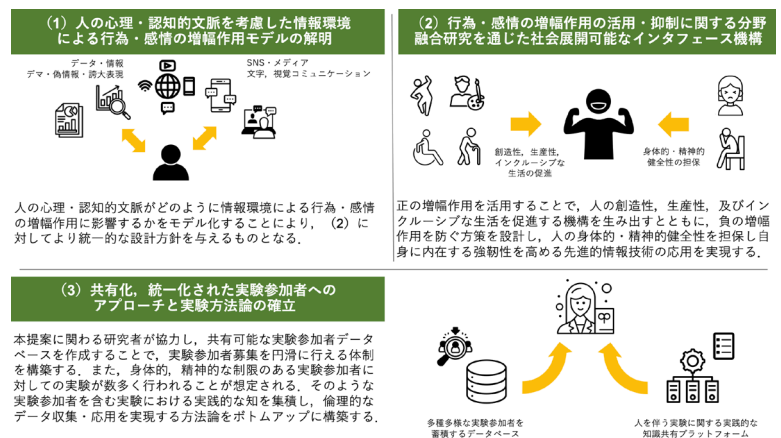 （1）人の心理・認知的文脈を考慮した情報環境
による行為・感情の増幅作用モデルの解明
データ・情報
デマ・偽情報・誇大表現
SNS・メディア
文字，視覚コミュニケーション
人の心理・認知的文脈がどのように情報環境による行為・感情
の増幅作用に影響するかをモデル化することにより，（2）に
対してより統一的な設計方針を与えるものとなる．
（2）行為・感情の増幅作用の活用・抑制に関する分野
融合研究を通じた社会展開可能なインタフェース機構
創造性，生産性，
インクルーシブな
生活の促進
身体的・精神的
健全性の担保
正の増幅作用を活用することで，人の創造性，生産性，及びイン
クルーシブな生活を促進する機構を生み出すとともに，負の増幅
作用を防ぐ方策を設計し，人の身体的・精神的健全性を担保し自
身に内在する強靭性を高める先進的情報技術の応用を実現する．
（3）共有化，統一化された実験参加者への
アプローチと実験方法論の確立
本提案に関わる研究者が協力し，共有可能な実験参加者データ
ベースを作成することで，実験参加者募集を円滑に行える体制
を構築する．また，身体的，精神的な制限のある実験参加者に
対しての実験が数多く行われることが想定される．そのような
実験参加者を含む実験における実践的な知を集積し，倫理的な
データ収集・応用を実現する方法論をボトムアップに構築する．
多種多様な実験参加者を
蓄積するデータベース
人を伴う実験に関する実践的な
知識共有プラットフォーム